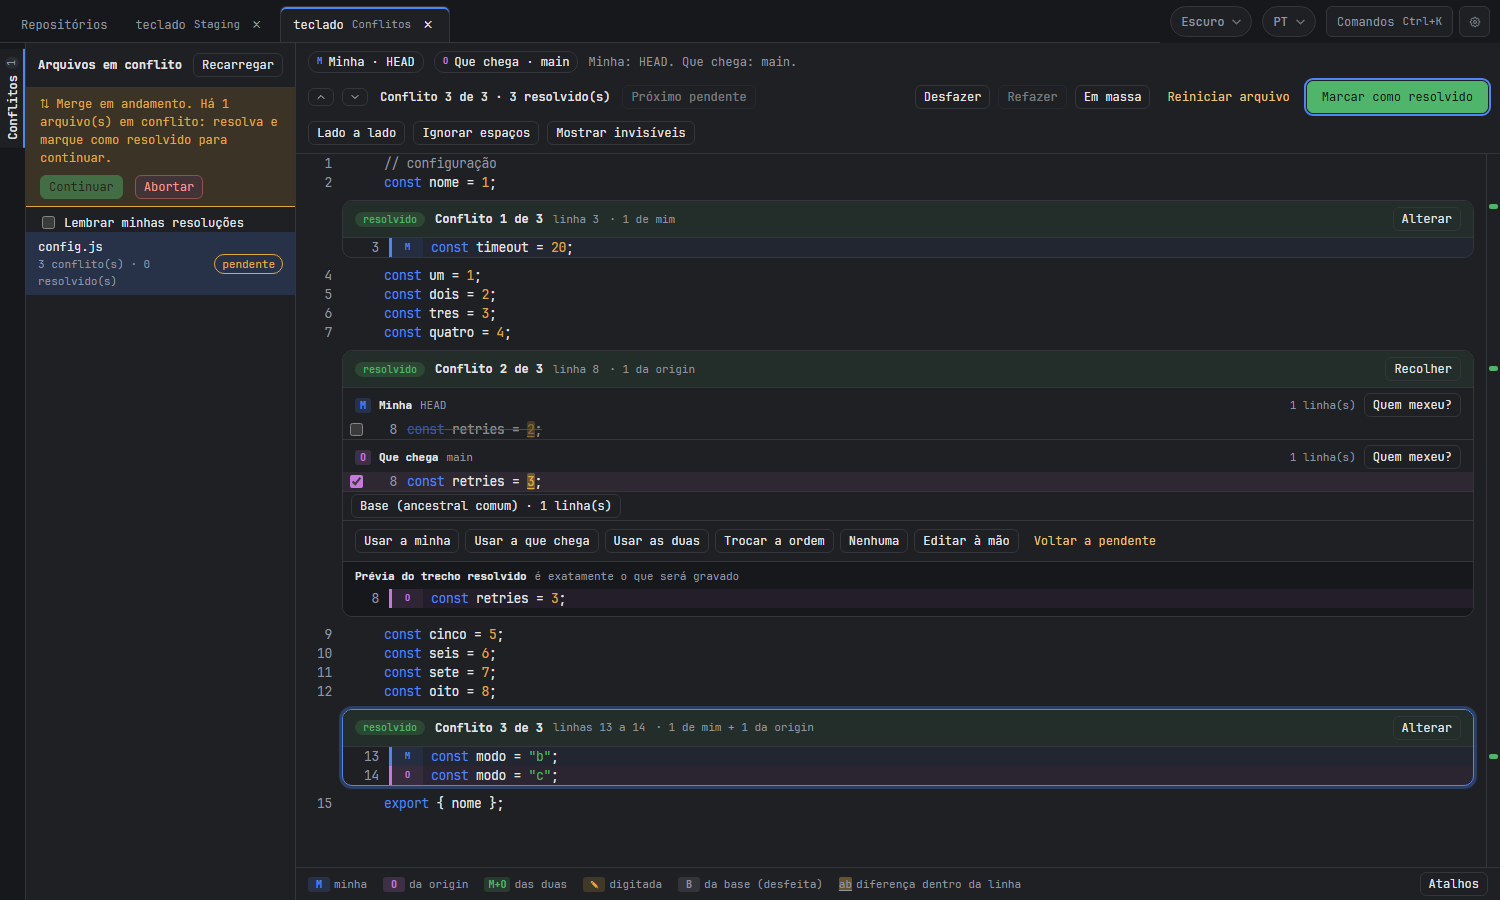 Repositórios teclado Staging × teclado Conflitos × Escuro PT Comandos Ctrl+K
Conflitos 1
Arquivos em conflito Recarregar
⇅ Merge em andamento. Há 1
arquivo(s) em conflito: resolva e
marque como resolvido para
continuar.
Continuar Abortar
Lembrar minhas resoluções
config.js
3 conflito(s) · 0
resolvido(s)
pendente
M Minha · HEAD O Que chega · main Minha: HEAD. Que chega: main.
Conflito 3 de 3 · 3 resolvido(s) Próximo pendente Desfazer Refazer Em massa Reiniciar arquivo Marcar como resolvido
Lado a lado Ignorar espaços Mostrar invisíveis
1 // configuração
2 const nome = 1;
resolvido Conflito 1 de 3 linha 3 · 1 de mim Alterar
3 M const timeout = 20;
4 const um = 1;
5 const dois = 2;
6 const tres = 3;
7 const quatro = 4;
resolvido Conflito 2 de 3 linha 8 · 1 da origin Recolher
M Minha HEAD 1 linha(s) Quem mexeu?
8 const retries = 2;
O Que chega main 1 linha(s) Quem mexeu?
8 const retries = 3;
Base (ancestral comum) · 1 linha(s)
Usar a minha Usar a que chega Usar as duas Trocar a ordem Nenhuma Editar à mão Voltar a pendente
Prévia do trecho resolvido é exatamente o que será gravado
8 O const retries = 3;
9 const cinco = 5;
10 const seis = 6;
11 const sete = 7;
12 const oito = 8;
resolvido Conflito 3 de 3 linhas 13 a 14 · 1 de mim + 1 da origin Alterar
13 M const modo = "b";
14 O const modo = "c";
15 export { nome };
M minha O da origin M+O das duas ✎ digitada B da base (desfeita) ab diferença dentro da linha Atalhos